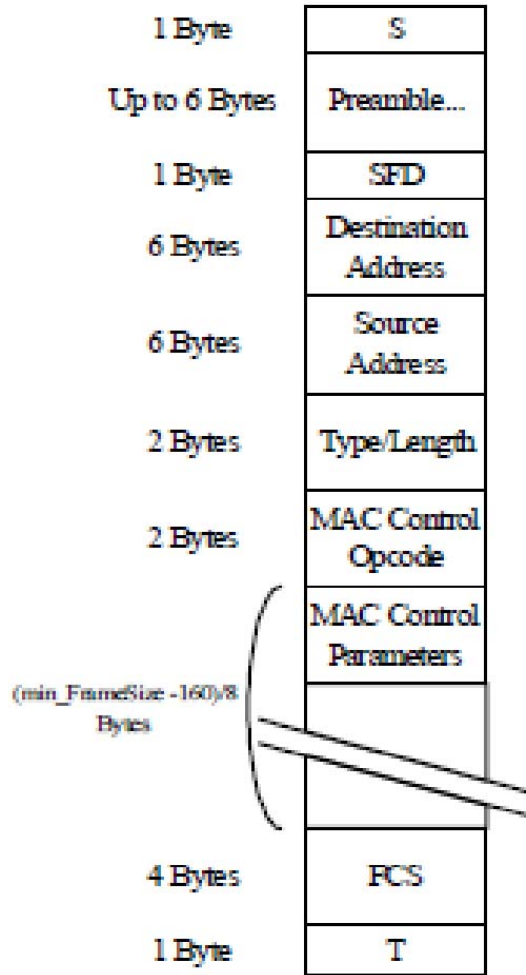 1 Byte S
Up to 6 Bytes Preamble...
1 Byte SFD
6 Bytes Destination
Address
6 Bytes Source
Address
2 Bytes Type/Length
2 Bytes MAC Control
Opcode
MAC Control
Parameters
(min_FrameSize -160)/8
Bytes
4 Bytes FCS
1 Byte T